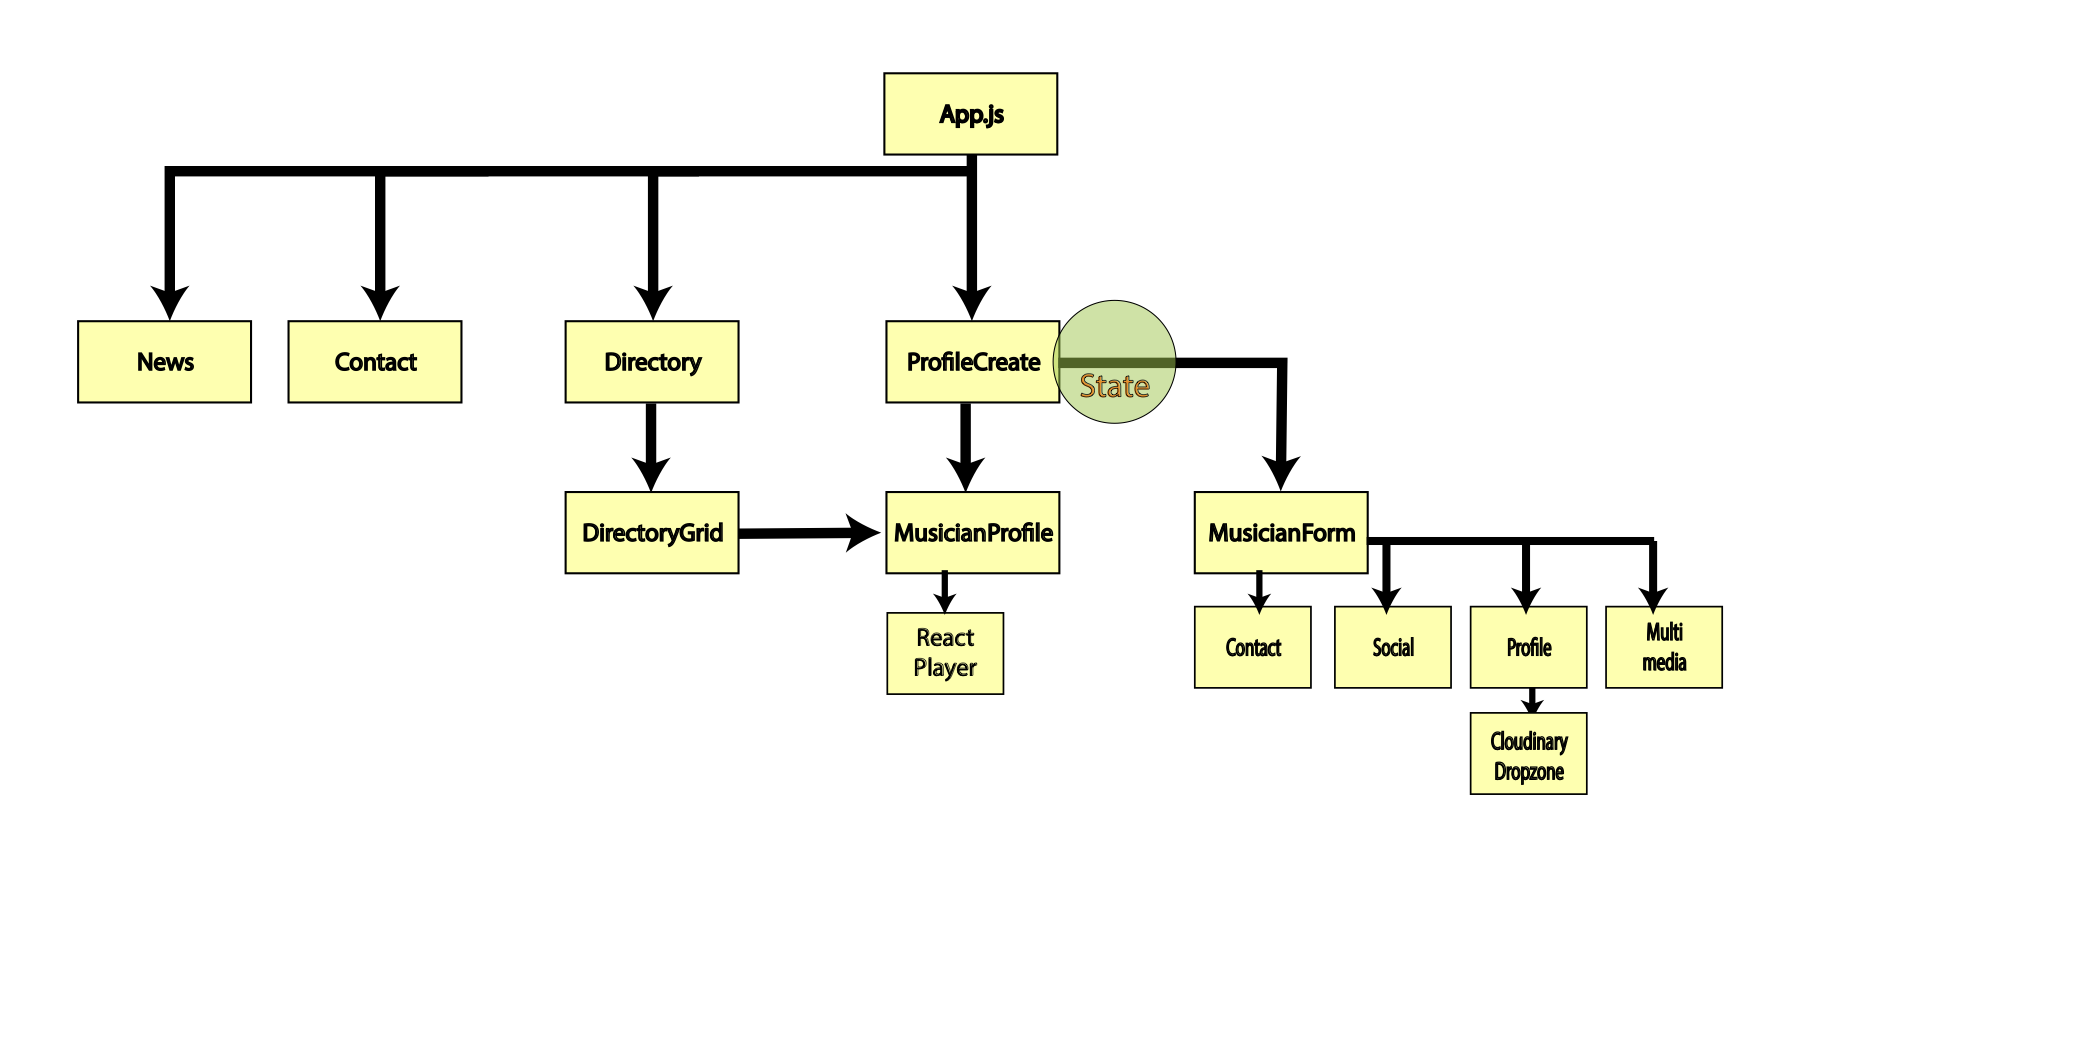 App.js
News
Contact
Directory
ProfileCreate
State
DirectoryGrid
MusicianProfile
MusicianForm
React
Player
Contact
Social
Profile
Multi
media
Cloudinary
Dropzone